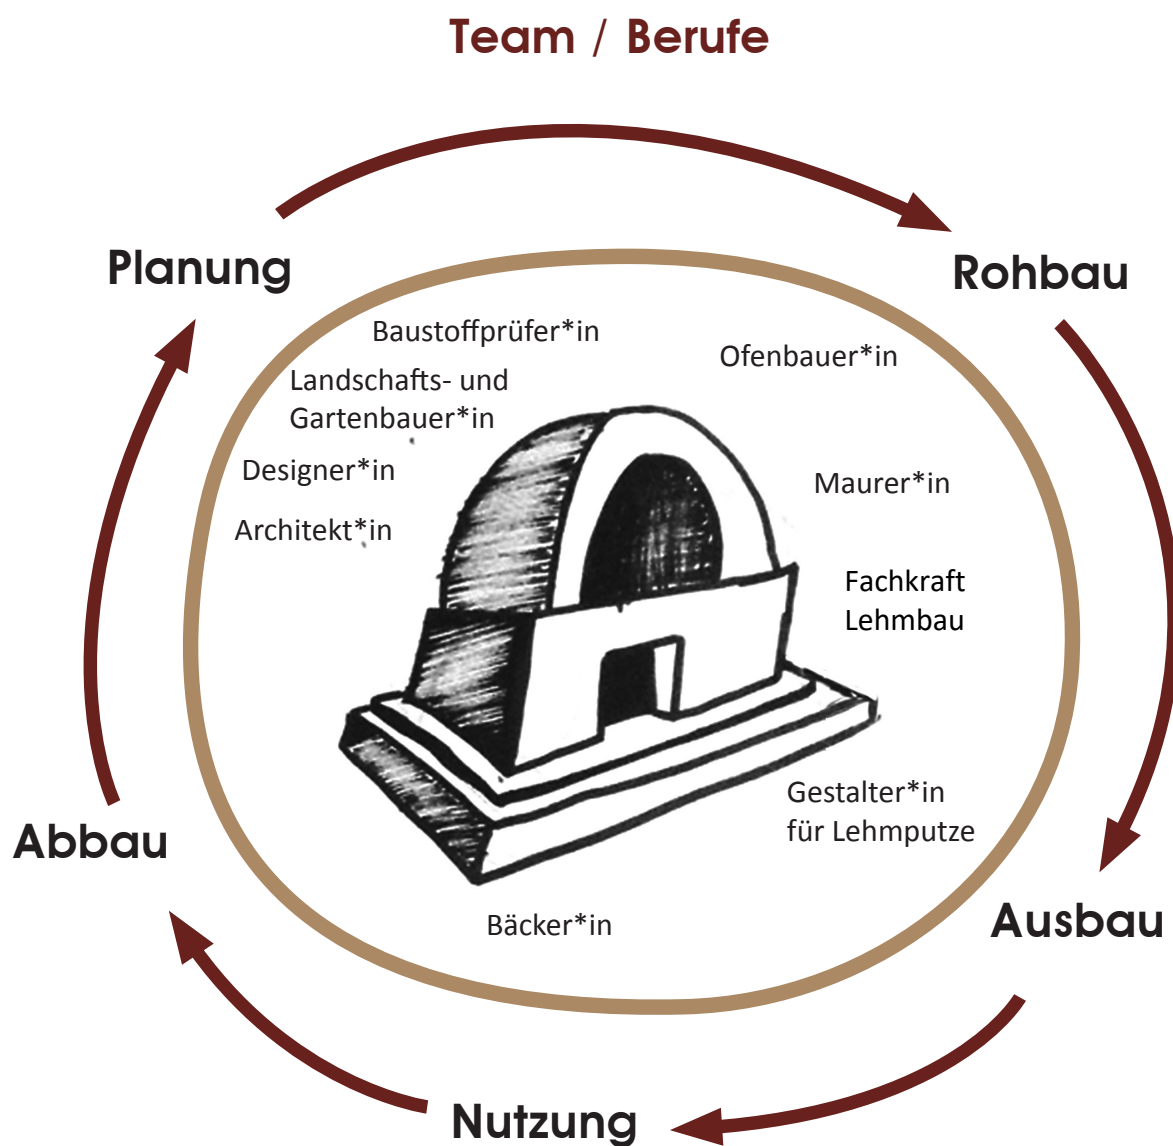 Team / Berufe
Planung
Rohbau
Baustoffprüfer*in
Ofenbauer*in
Landschafts- und
Gartenbauer*in
Designer*in
Maurer*in
Architekt*in
Fachkraft
Lehmbau
Gestalter*in
für Lehmputze
Abbau
Bäcker*in
Ausbau
Nutzung